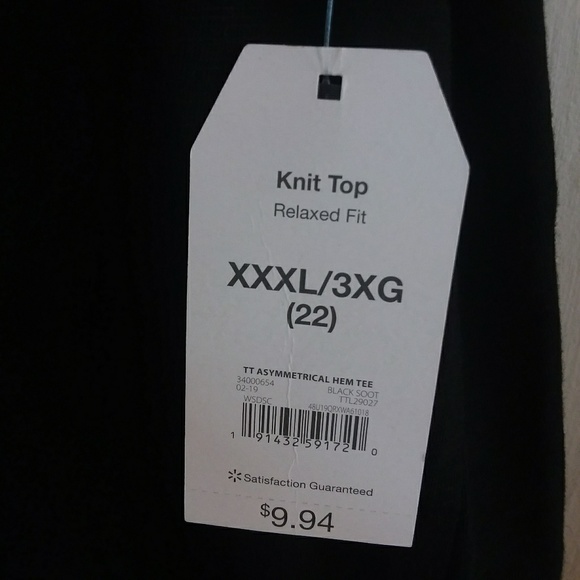 Knit Top
Relaxed Fit
XXXL/3XG
(22)
TT ASYMMETRICAL HEM TEE
34000654 BLACK SOOT
02-19 TTL29027
WSDSC 4BU19QRXWA61018
1 91432 59172 0
Satisfaction Guaranteed
$9.94